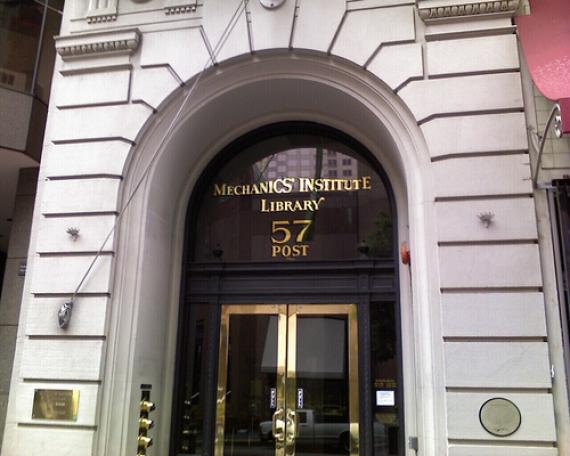 MECHANICS' INSTITUTE
LIBRARY
57
POST